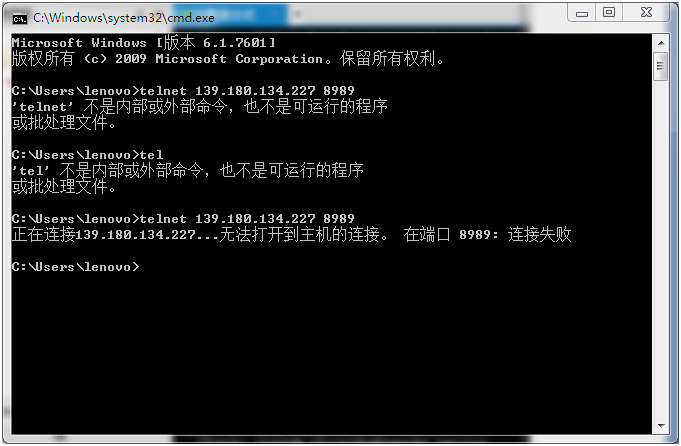 C:\Windows\system32\cmd.exe
Microsoft Windows [版本 6.1.7601]
版权所有 (c) 2009 Microsoft Corporation。保留所有权利。
C:\Users\lenovo>telnet 139.180.134.227 8989
'telnet' 不是内部或外部命令，也不是可运行的程序
或批处理文件。
C:\Users\lenovo>tel
'tel' 不是内部或外部命令，也不是可运行的程序
或批处理文件。
C:\Users\lenovo>telnet 139.180.134.227 8989
正在连接139.180.134.227...无法打开到主机的连接。 在端口 8989: 连接失败
C:\Users\lenovo>